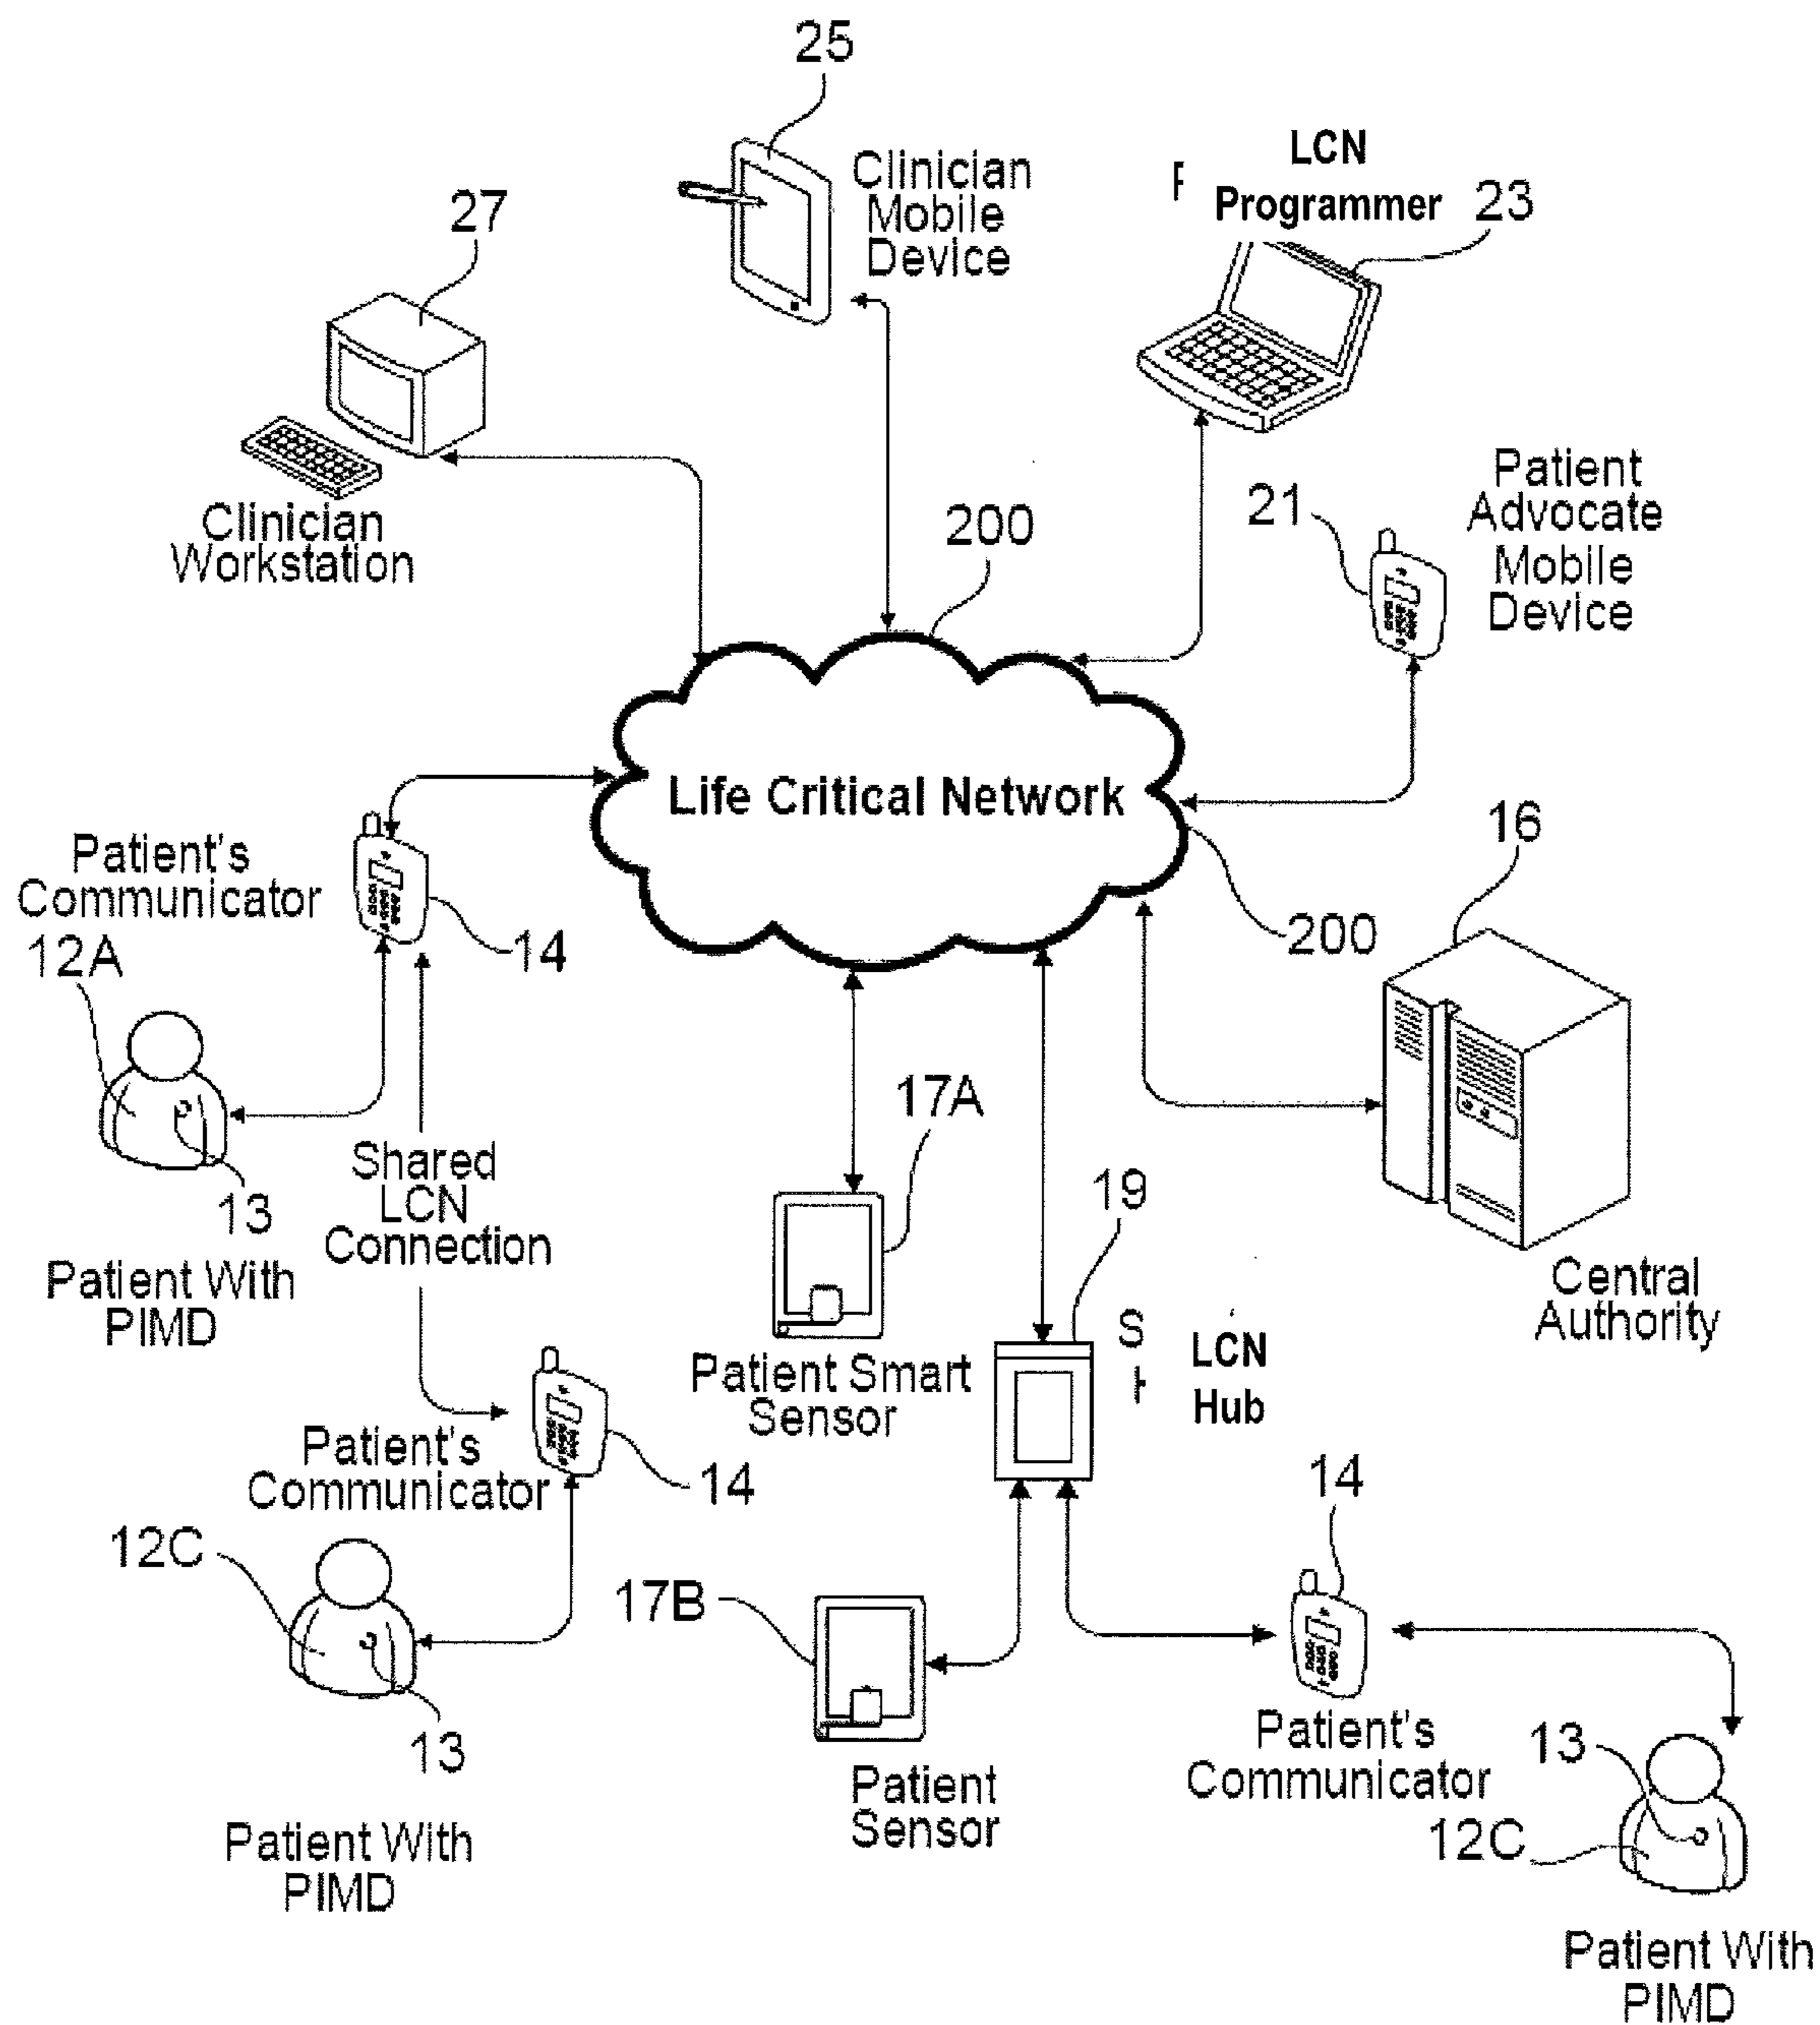 25
LCN
Programmer
23
Clinician
Mobile
Device
27
Clinician
Workstation
200
21
Patient
Advocate
Mobile
Device
Life Critical Network
200
16
Central
Authority
Patient's
Communicator
14
12A
13
Patient With
PIMD
Shared
LCN
Connection
17A
Patient Smart
Sensor
19
S
LCN
Hub
Patient's
Communicator
14
12C
13
Patient With
PIMD
17B
Patient
Sensor
14
Patient's
Communicator
13
12C
Patient With
PIMD